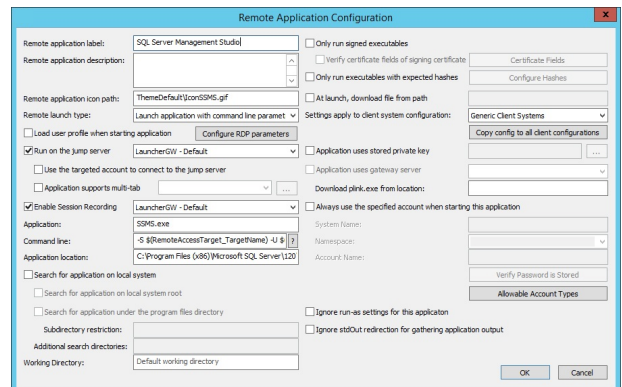 Remote Application Configuration
x
Remote application label:
SQL Server Management Studio
Remote application description:
Remote application icon path:
ThemeDefault\IconSSMS.gif
Remote launch type:
Launch application with command line paramet
Load user profile when starting application
Configure RDP parameters
Run on the jump server
LauncherGW - Default
Use the targeted account to connect to the jump server
Application supports multi-tab
...
Enable Session Recording
LauncherGW - Default
Application:
SSMS.exe
Command line:
-S $(RemoteAccessTarget_TargetName) -U $(
?
Application location:
C:\Program Files (x86)\Microsoft SQL Server\120
Search for application on local system
Search for application on local system root
Search for application under the program files directory
Subdirectory restriction:
Additional search directories:
Working Directory:
Default working directory
Only run signed executables
Verify certificate fields of signing certificate
Certificate Fields
Only run executables with expected hashes
Configure Hashes
At launch, download file from path
Settings apply to client system configuration:
Generic Client Systems
Copy config to all client configurations
Application uses stored private key
...
Application uses gateway server
Download plink.exe from location:
Always use the specified account when starting this application
System Name:
Namespace:
Account Name:
Verify Password is Stored
Allowable Account Types
Ignore run-as settings for this applicaton
Ignore stdOut redirection for gathering application output
OK
Cancel